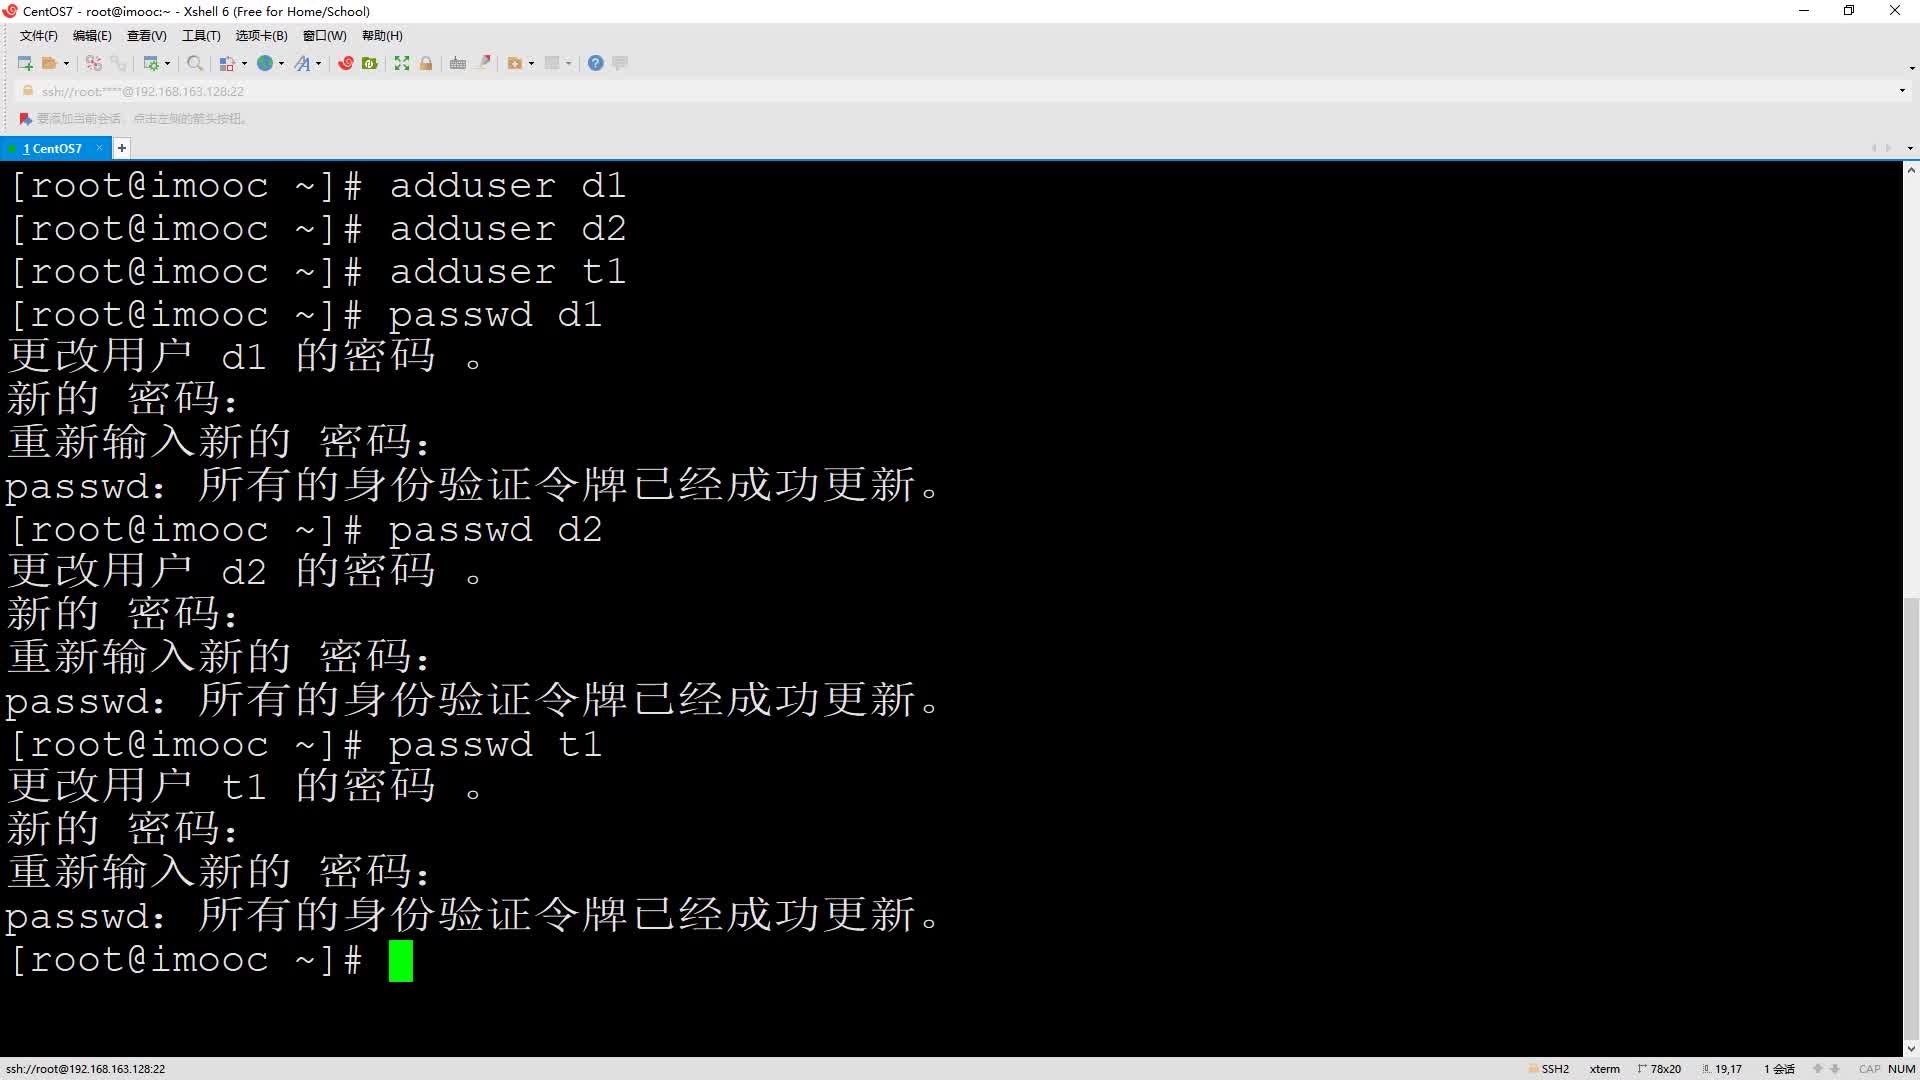 CentOS7 - root@imooc:~ - Xshell 6 (Free for Home/School)
文件(F) 编辑(E) 查看(V) 工具(T) 选项卡(B) 窗口(W) 帮助(H)
ssh://root:****@192.168.163.128:22
要添加当前会话，点击左侧的箭头按钮。
1 CentOS7 × +
[root@imooc ~]# adduser d1
[root@imooc ~]# adduser d2
[root@imooc ~]# adduser t1
[root@imooc ~]# passwd d1
更改用户 d1 的密码 。
新的 密码：
重新输入新的 密码：
passwd：所有的身份验证令牌已经成功更新。
[root@imooc ~]# passwd d2
更改用户 d2 的密码 。
新的 密码：
重新输入新的 密码：
passwd：所有的身份验证令牌已经成功更新。
[root@imooc ~]# passwd t1
更改用户 t1 的密码 。
新的 密码：
重新输入新的 密码：
passwd：所有的身份验证令牌已经成功更新。
[root@imooc ~]#
ssh://root@192.168.163.128:22 SSH2 xterm 78x20 19,17 1 会话 CAP NUM